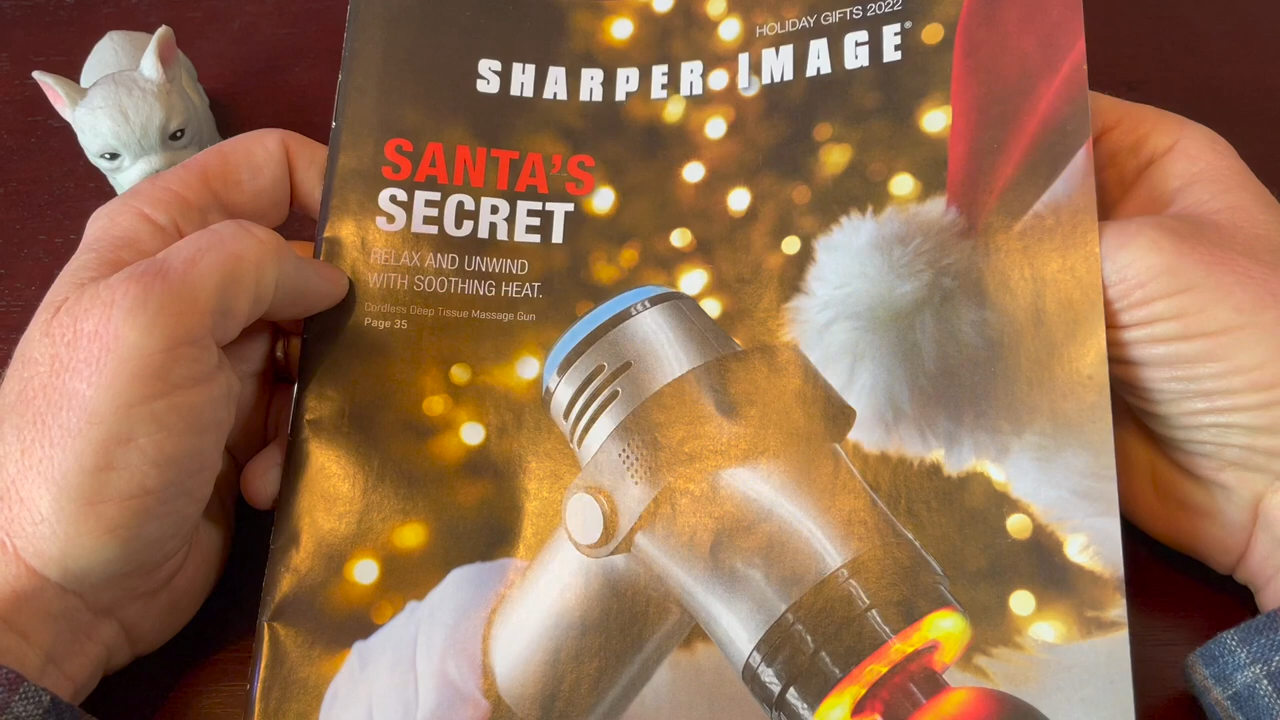 HOLIDAY GIFTS 2022
SHARPER IMAGE®
SANTA'S
SECRET
RELAX AND UNWIND
WITH SOOTHING HEAT.
Cordless Deep Tissue Massage Gun
Page 35